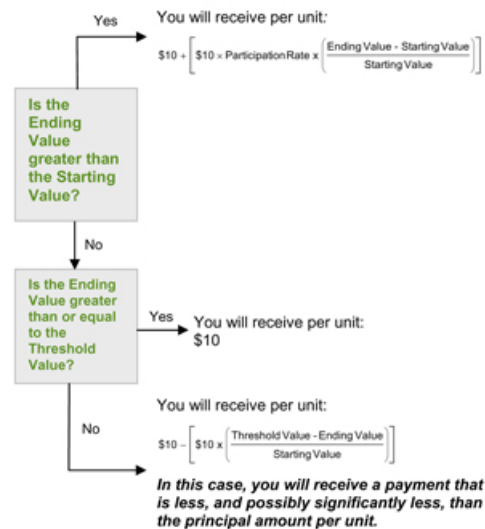 Yes
You will receive per unit:
$10 + [ $10 × Participation Rate x ( Ending Value - Starting Value
Starting Value ) ]
Is the
Ending
Value
greater than
the Starting
Value?
No
Is the Ending
Value greater
than or equal
to the
Threshold
Value?
Yes
You will receive per unit:
$10
No
You will receive per unit:
$10 – [ $10 x ( Threshold Value - Ending Value
Starting Value ) ]
In this case, you will receive a payment that
is less, and possibly significantly less, than
the principal amount per unit.